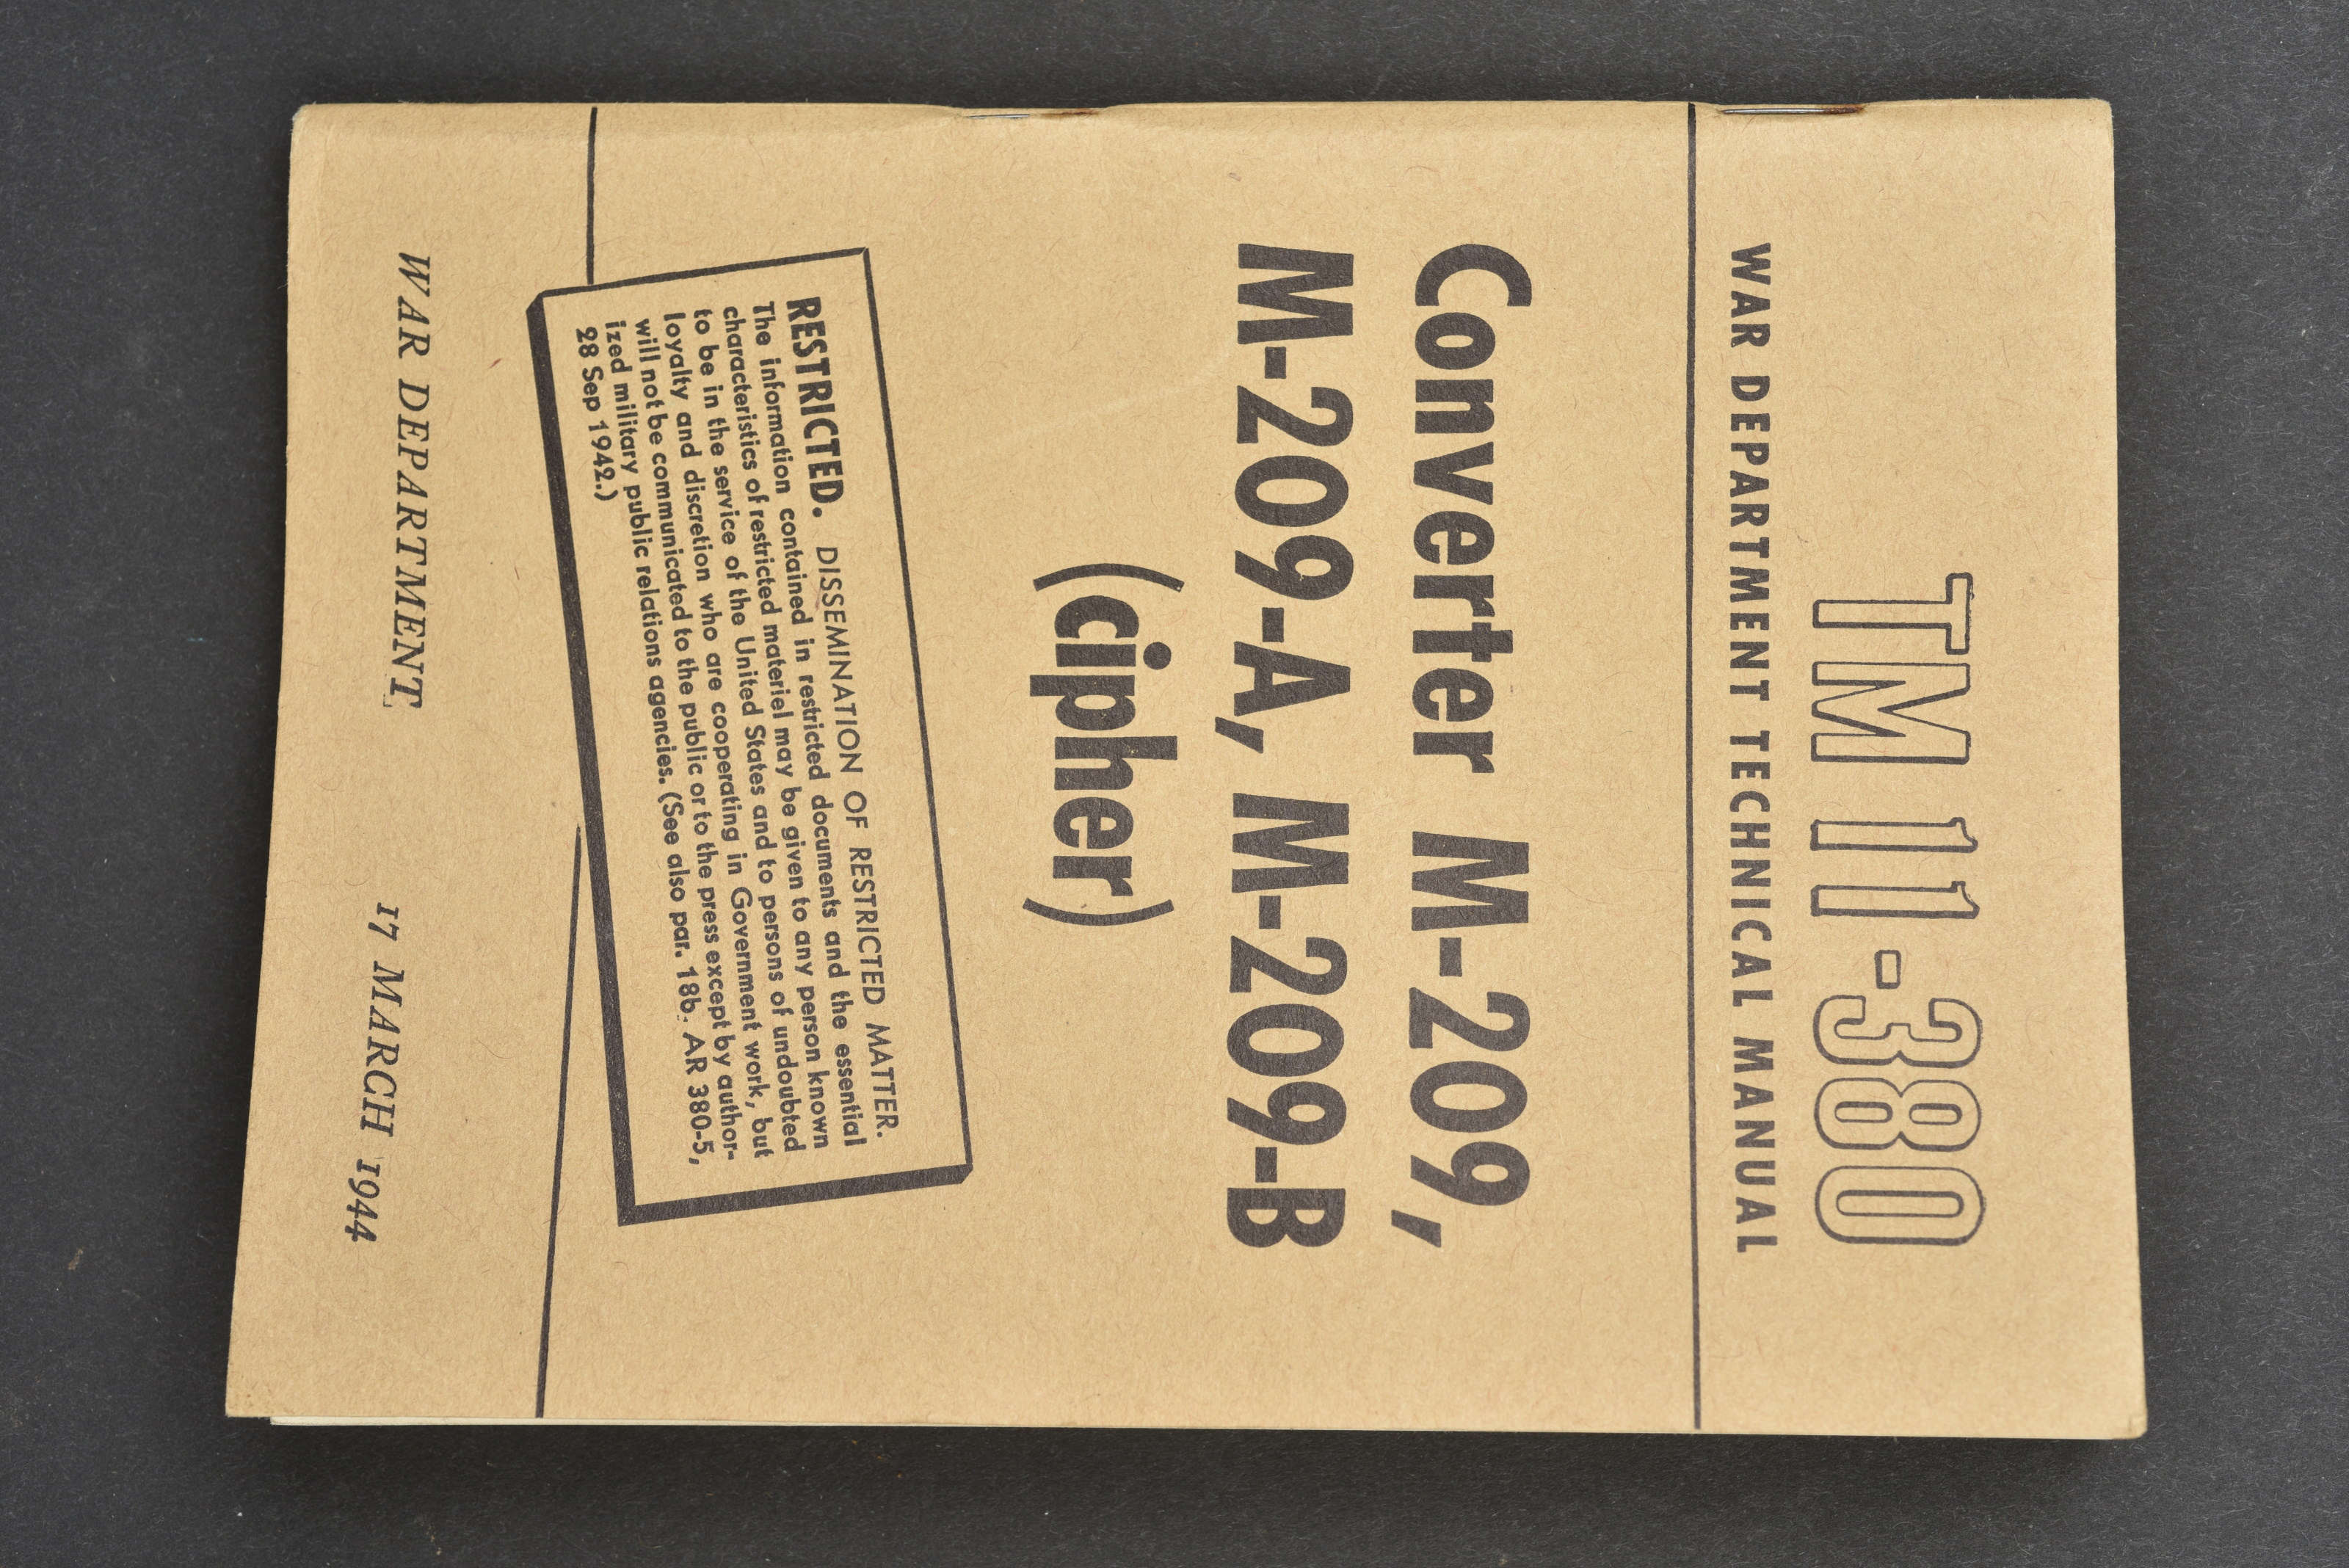 TM 11-380
WAR DEPARTMENT TECHNICAL MANUAL
Converter M-209,
M-209-A, M-209-B
(cipher)
RESTRICTED. DISSEMINATION OF RESTRICTED MATTER.
The information contained in restricted documents and the essential
characteristics of restricted materiel may be given to any person known
to be in the service of the United States and to persons of undoubted
loyalty and discretion who are cooperating in Government work, but
will not be communicated to the public or to the press except by author-
ized military public relations agencies. (See also par. 18b. AR 380-5,
28 Sep 1942.)
WAR DEPARTMENT 17 MARCH 1944